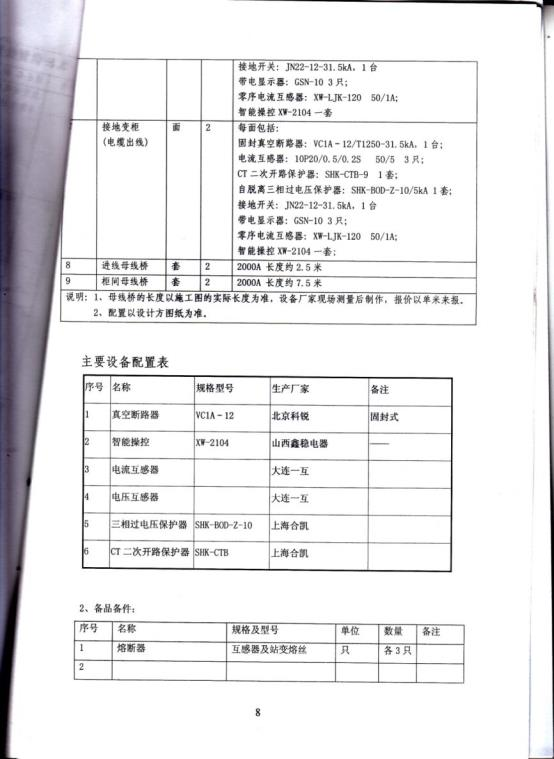 接地开关: JN22-12-31.5kA, 1台
带电显示器: GSN-10 3只;
零序电流互感器: XW-LJK-120 50/1A;
智能操控 XW-2104 一套
接地变柜 面 2 每面包括:
(电缆出线) 固封真空断路器: VC1A-12/T1250-31.5kA, 1台;
电流互感器: 10P20/0.5/0.2S 50/5 3只;
CT二次开路保护器: SHK-CTB-9 1套;
自脱离三相过电压保护器: SHK-BOD-Z-10/5kA 1套;
接地开关: JN22-12-31.5kA, 1台
带电显示器: GSN-10 3只;
零序电流互感器: XW-LJK-120 50/1A;
智能操控 XW-2104 一套;
8 进线母线桥 套 2 2000A 长度约2.5米
9 柜间母线桥 套 2 2000A 长度约7.5米
说明: 1、母线桥的长度以施工图的实际长度为准, 设备厂家现场测量后制作, 报价以单米来报。
2、配置以设计方图纸为准。
主要设备配置表
序号 名称 规格型号 生产厂家 备注
1 真空断路器 VC1A-12 北京科锐 固封式
2 智能操控 XW-2104 山西鑫稳电器 ——
3 电流互感器 大连一互
4 电压互感器 大连一互
5 三相过电压保护器 SHK-BOD-Z-10 上海合凯
6 CT二次开路保护器 SHK-CTB 上海合凯
2、备品备件:
序号 名称 规格及型号 单位 数量 备注
1 熔断器 互感器及站变熔丝 只 各3只
2
8